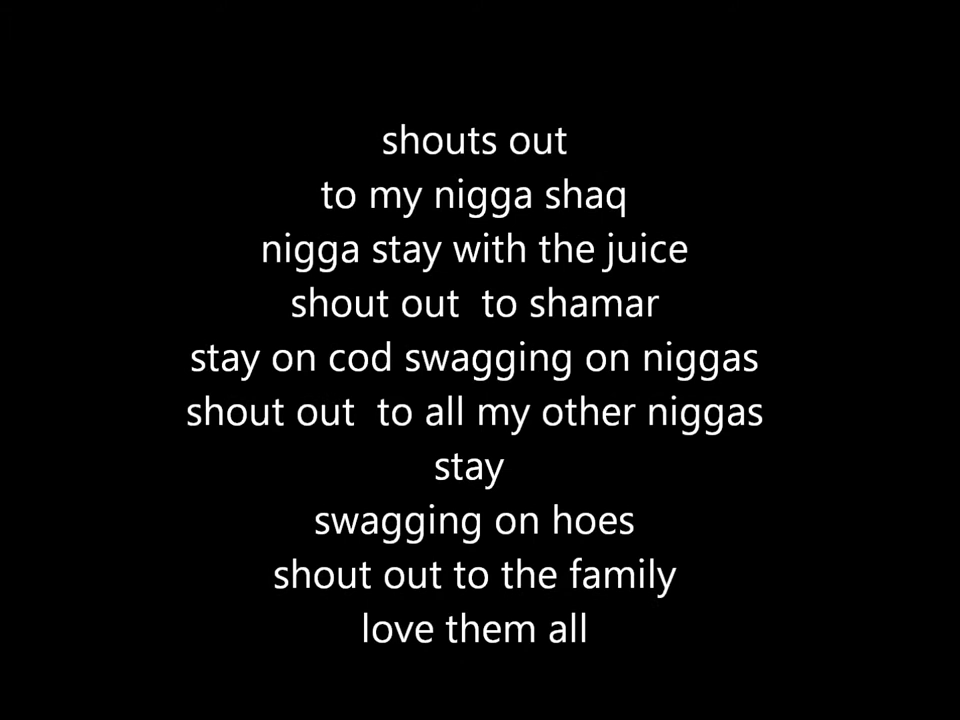 shouts out
to my nigga shaq
nigga stay with the juice
shout out  to shamar
stay on cod swagging on niggas
shout out  to all my other niggas
stay
swagging on hoes
shout out to the family
love them all